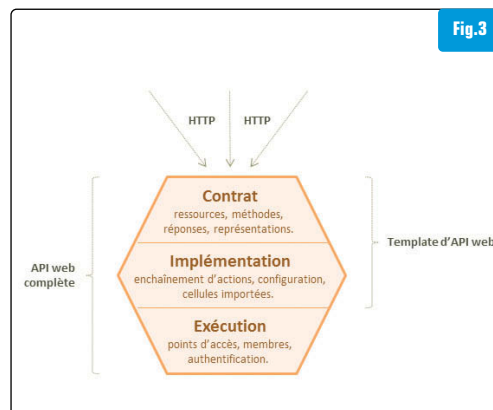 Fig.3
HTTP HTTP
Contrat
ressources, méthodes,
réponses, représentations.
Implémentation
enchaînement d'actions, configuration,
cellules importées.
Exécution
points d'accès, membres,
authentification.
API web
complète
Template d'API web